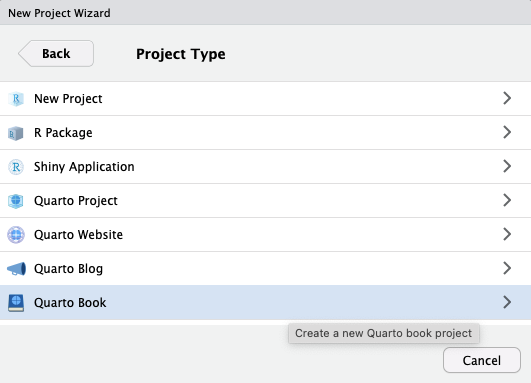 New Project Wizard
Back
Project Type
New Project
R Package
Shiny Application
Quarto Project
Quarto Website
Quarto Blog
Quarto Book
Create a new Quarto book project
Cancel